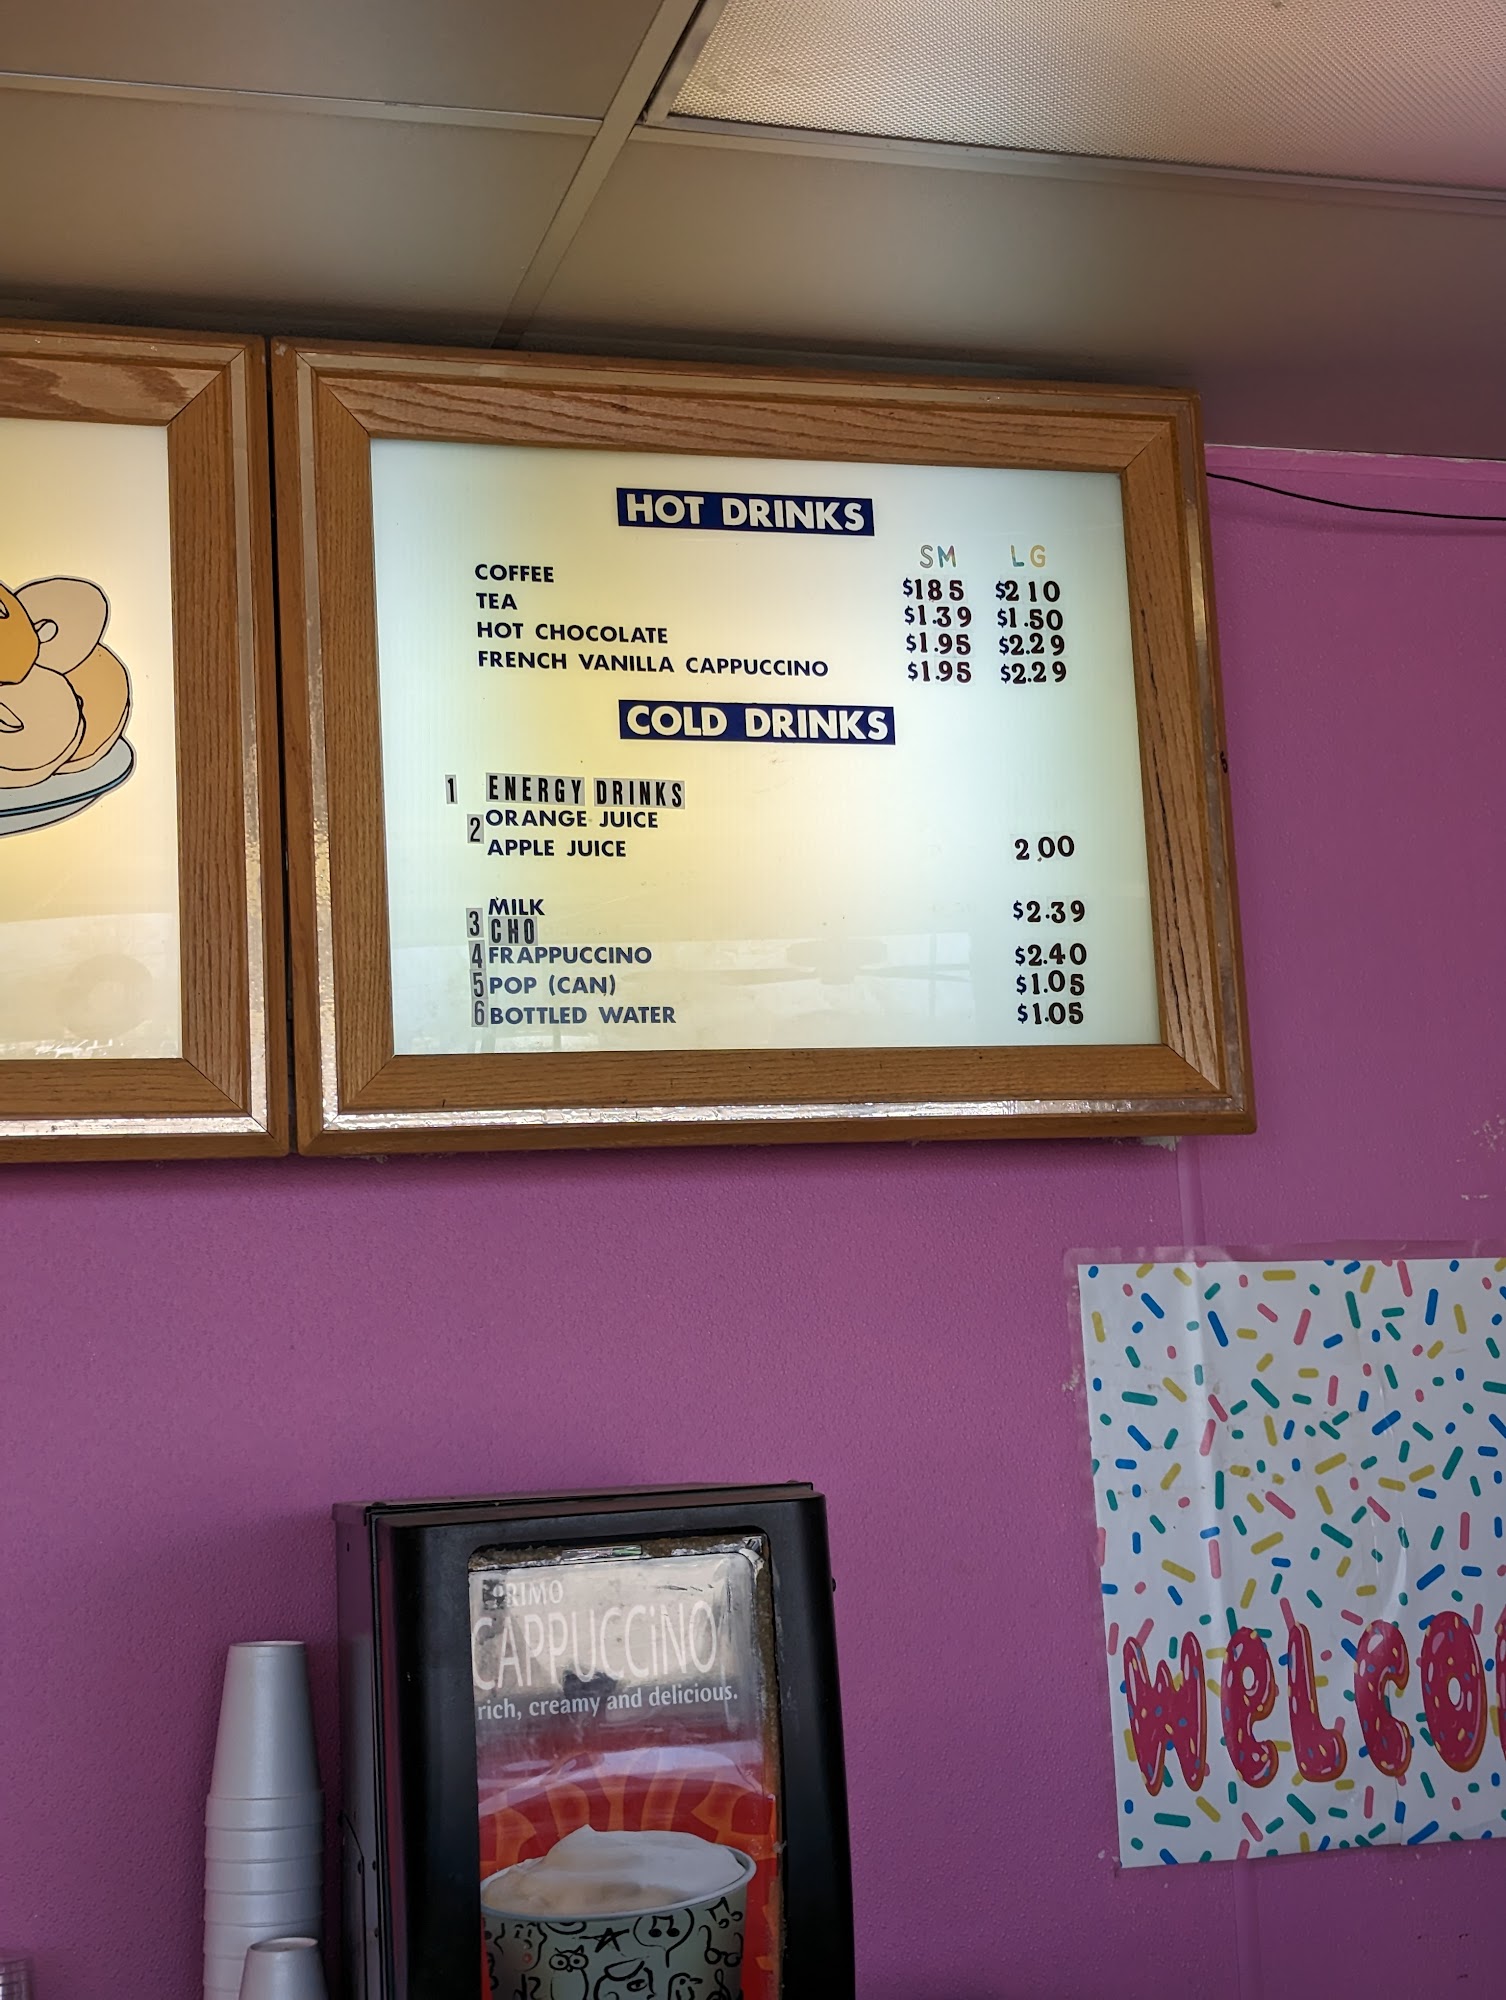 HOT DRINKS
SM LG
COFFEE $185 $210
TEA $1.39 $1.50
HOT CHOCOLATE $1.95 $2.29
FRENCH VANILLA CAPPUCCINO $1.95 $2.29
COLD DRINKS
1 ENERGY DRINKS
2 ORANGE JUICE
APPLE JUICE 2.00
MILK $2.39
3 CHO
4 FRAPPUCCINO $2.40
5 POP (CAN) $1.05
6 BOTTLED WATER $1.05
PRIMO
CAPPUCCiNO
rich, creamy and delicious.
WeLCO